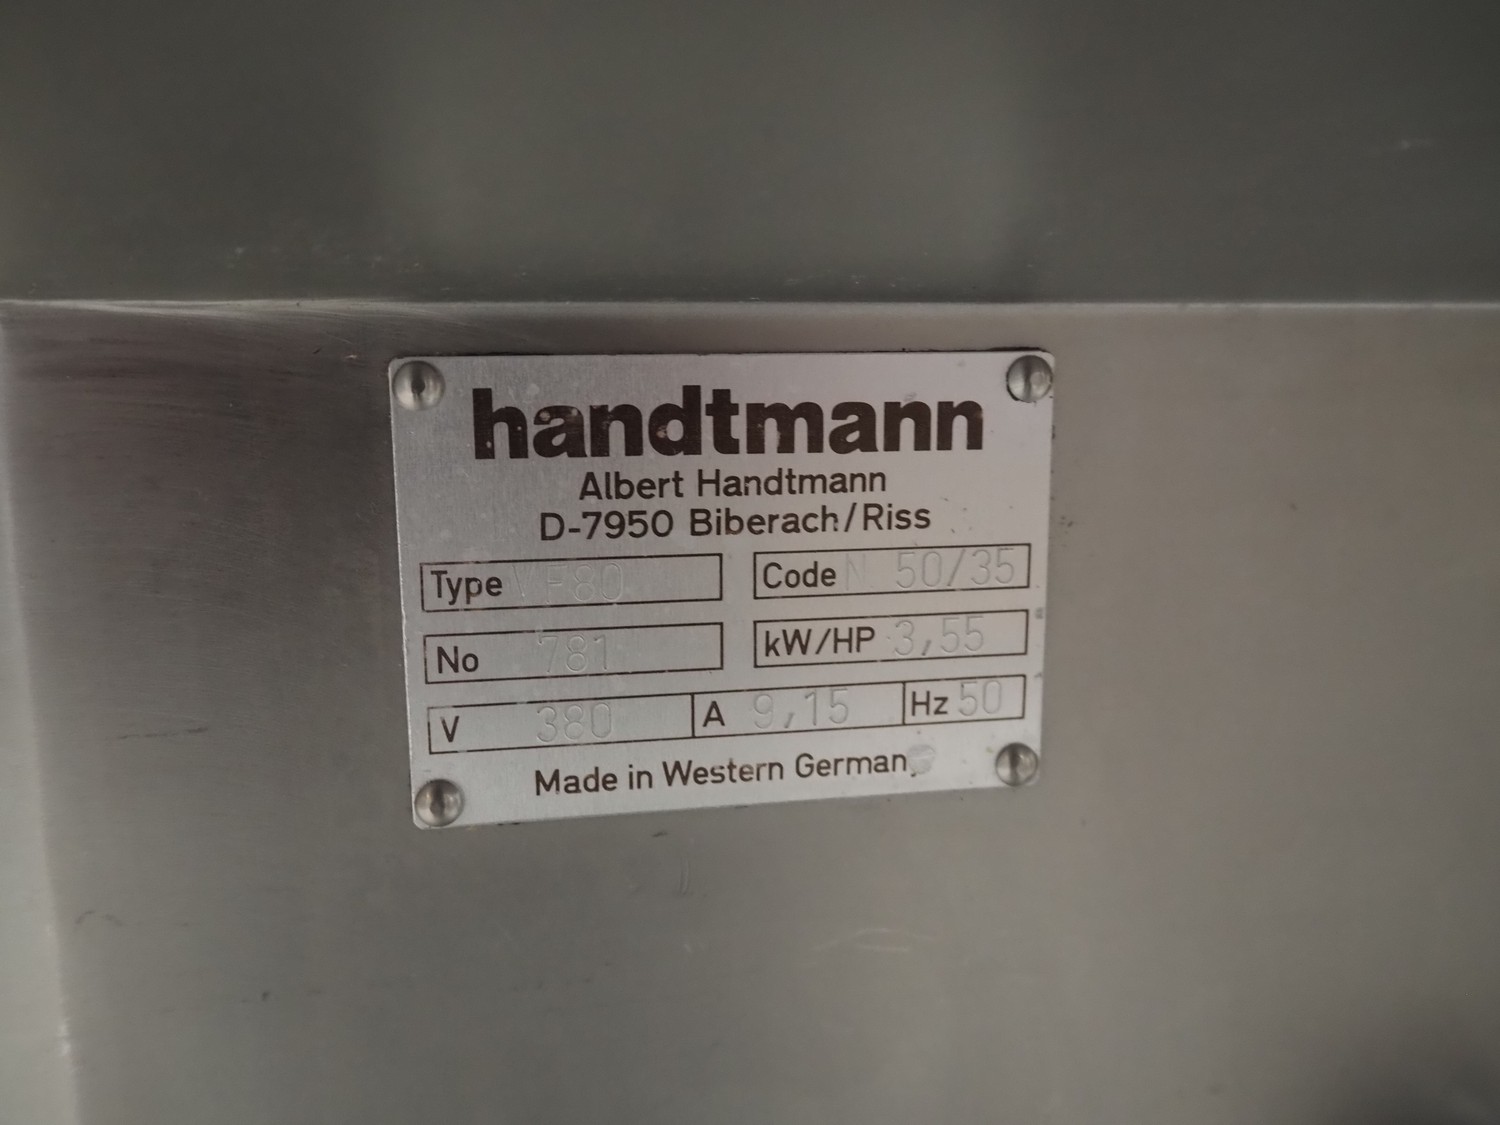 handtmann
Albert Handtmann
D-7950 Biberach/Riss
Type VF80 Code N 50/35
No 781 kW/HP 3,55
V 380 A 9,15 Hz 50
Made in Western German